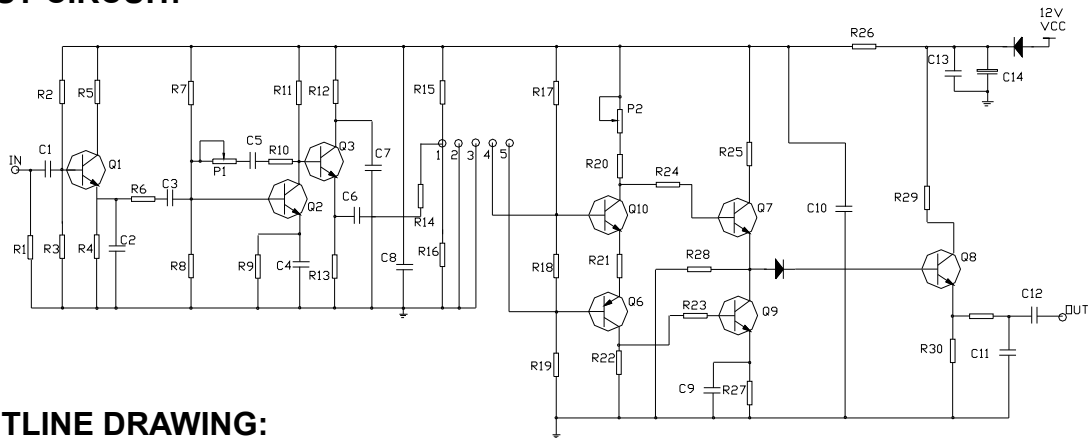 12V
VCC
R26
C13
C14
R2
R5
R7
R11
R12
R15
R17
P2
C1
IN
Q1
C5
R10
P1
Q3
C7
1
2
3
4
5
R20
R24
R25
R6
C3
Q2
C6
R14
Q10
Q7
C10
R29
R1
R3
R4
C2
R8
R9
C4
R13
C8
R16
R18
R21
R28
Q8
Q6
R23
Q9
C12
OUT
R19
R22
C9
R27
R30
C11
TLINE DRAWING: